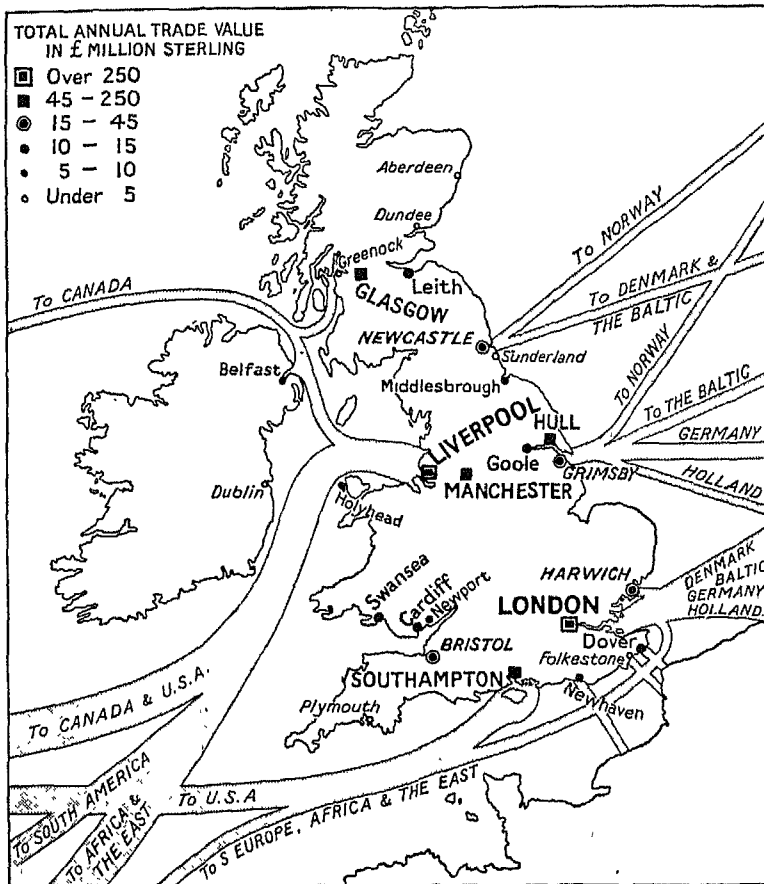 TOTAL ANNUAL TRADE VALUE
IN £ MILLION STERLING
Over 250
45 - 250
15 - 45
10 - 15
5 - 10
Under 5
Aberdeen
Dundee
Greenock
GLASGOW
Leith
TO NORWAY
TO DENMARK &
THE BALTIC
TO CANADA
NEWCASTLE
Sunderland
TO NORWAY
Belfast
Middlesbrough
TO THE BALTIC
LIVERPOOL
HULL
GERMANY
Goole
GRIMSBY
HOLLAND
MANCHESTER
Dublin
Holyhead
HARWICH
DENMARK
BALTIC
GERMANY
HOLLAND
Swansea
Cardiff
Newport
LONDON
Dover
BRISTOL
Folkestone
SOUTHAMPTON
Newhaven
Plymouth
TO CANADA & U.S.A.
TO U.S.A
TO SOUTH AMERICA
TO AFRICA &
THE EAST
TO S EUROPE, AFRICA & THE EAST